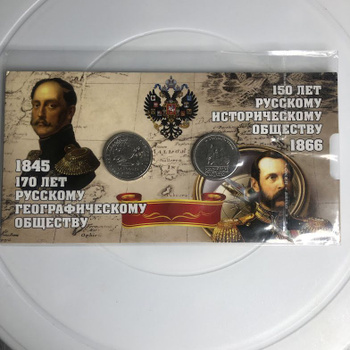 150 ЛЕТ
РУССКОМУ
ИСТОРИЧЕСКОМУ
ОБЩЕСТВУ
1866
1845
170 ЛЕТ
РУССКОМУ
ГЕОГРАФИЧЕСКОМУ
ОБЩЕСТВУ